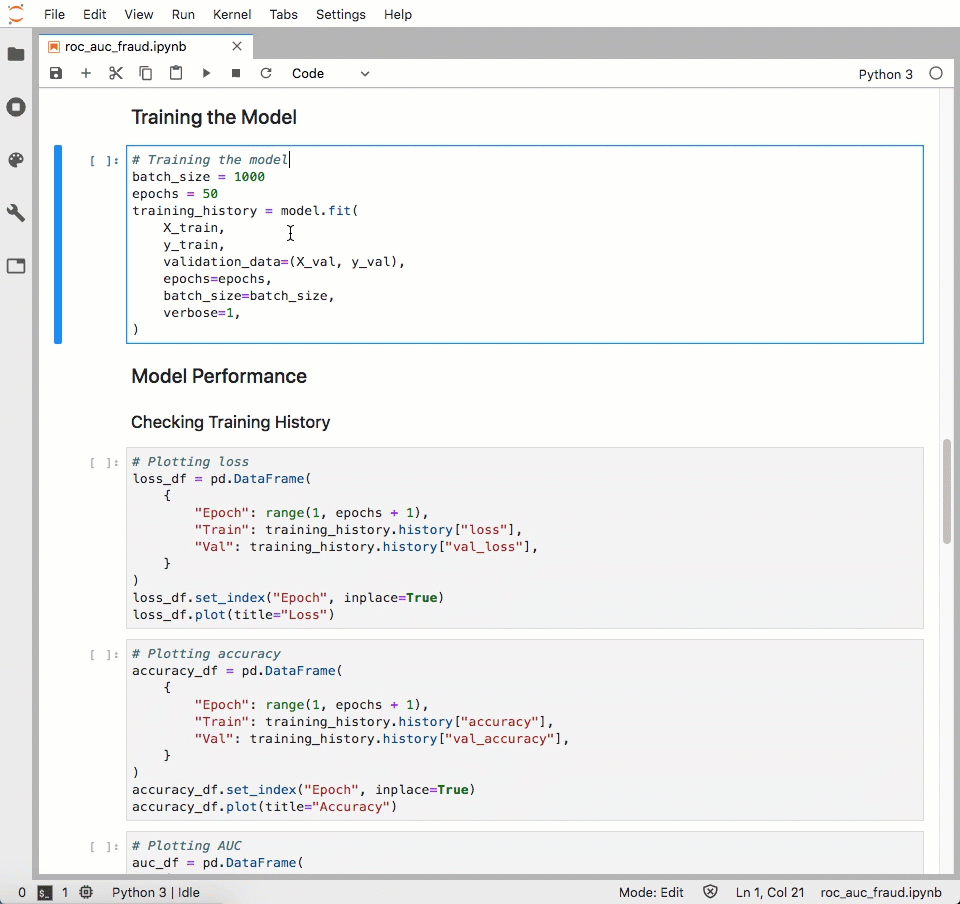 File Edit View Run Kernel Tabs Settings Help
roc_auc_fraud.ipynb
Code
Python 3
Training the Model
[ ]:
# Training the model
batch_size = 1000
epochs = 50
training_history = model.fit(
    X_train,
    y_train,
    validation_data=(X_val, y_val),
    epochs=epochs,
    batch_size=batch_size,
    verbose=1,
)
Model Performance
Checking Training History
[ ]:
# Plotting loss
loss_df = pd.DataFrame(
    {
        "Epoch": range(1, epochs + 1),
        "Train": training_history.history["loss"],
        "Val": training_history.history["val_loss"],
    }
)
loss_df.set_index("Epoch", inplace=True)
loss_df.plot(title="Loss")
[ ]:
# Plotting accuracy
accuracy_df = pd.DataFrame(
    {
        "Epoch": range(1, epochs + 1),
        "Train": training_history.history["accuracy"],
        "Val": training_history.history["val_accuracy"],
    }
)
accuracy_df.set_index("Epoch", inplace=True)
accuracy_df.plot(title="Accuracy")
[ ]:
# Plotting AUC
auc_df = pd.DataFrame(
0 $_ 1 Python 3 | Idle Mode: Edit Ln 1, Col 21 roc_auc_fraud.ipynb